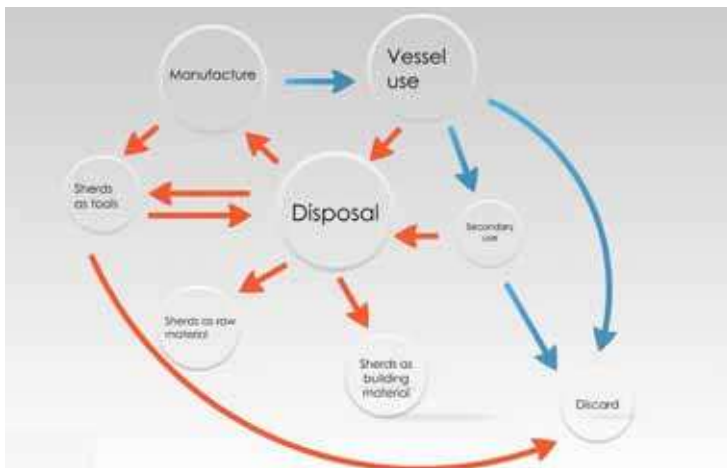 Manufacture
Vessel
use
Sherds
as tools
Disposal
Secondary
use
Sherds as raw
material
Sherds as
building
material
Discard